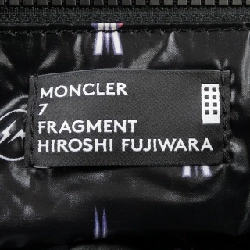 MONCLER
7
FRAGMENT
HIROSHI FUJIWARA